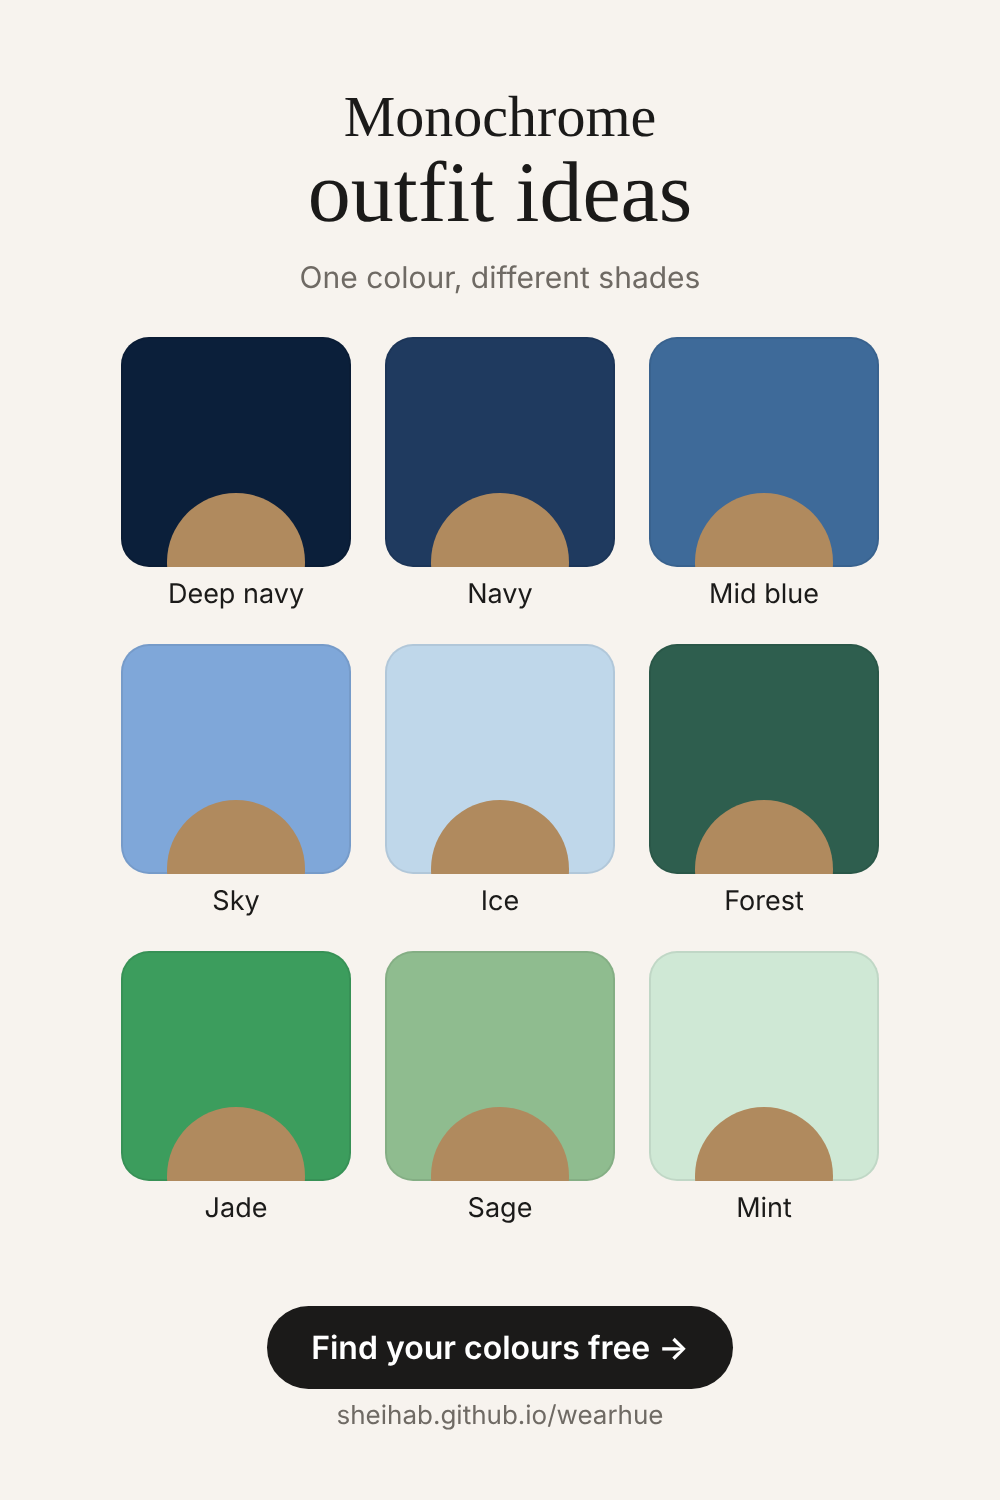 Monochrome
outfit ideas
One colour, different shades
Deep navy
Navy
Mid blue
Sky
Ice
Forest
Jade
Sage
Mint
Find your colours free →
sheihab.github.io/wearhue